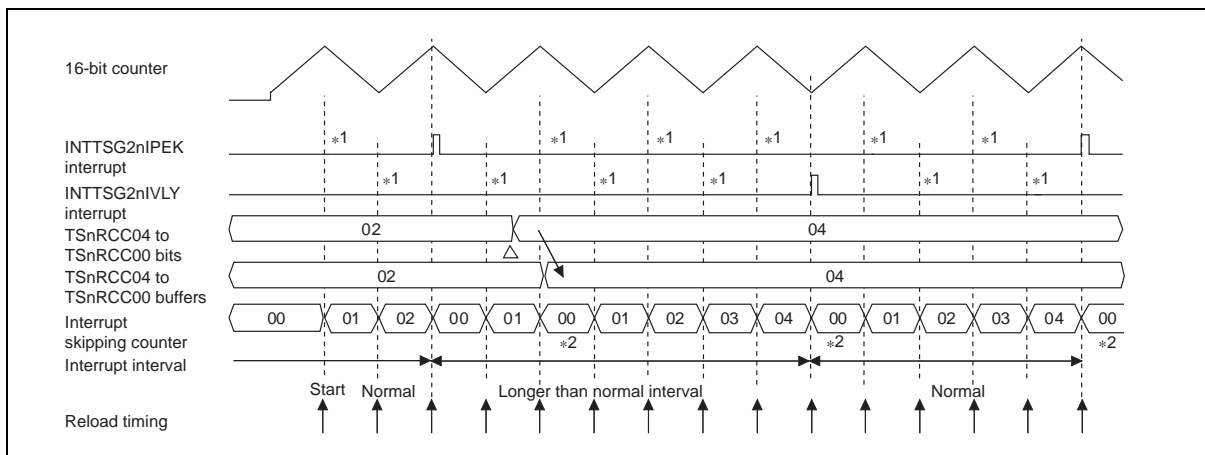 16-bit counter
INTTSG2nIPEK
interrupt
*1 *1 *1 *1 *1 *1
INTTSG2nIVLY
interrupt
*1 *1 *1 *1 *1 *1
TSnRCC04 to
TSnRCC00 bits
02 04
TSnRCC04 to
TSnRCC00 buffers
02 04
Interrupt
skipping counter
00 01 02 00 01 00 01 02 03 04 00 01 02 03 04 00
*2 *2 *2
Interrupt interval
Start Normal Longer than normal interval Normal
Reload timing